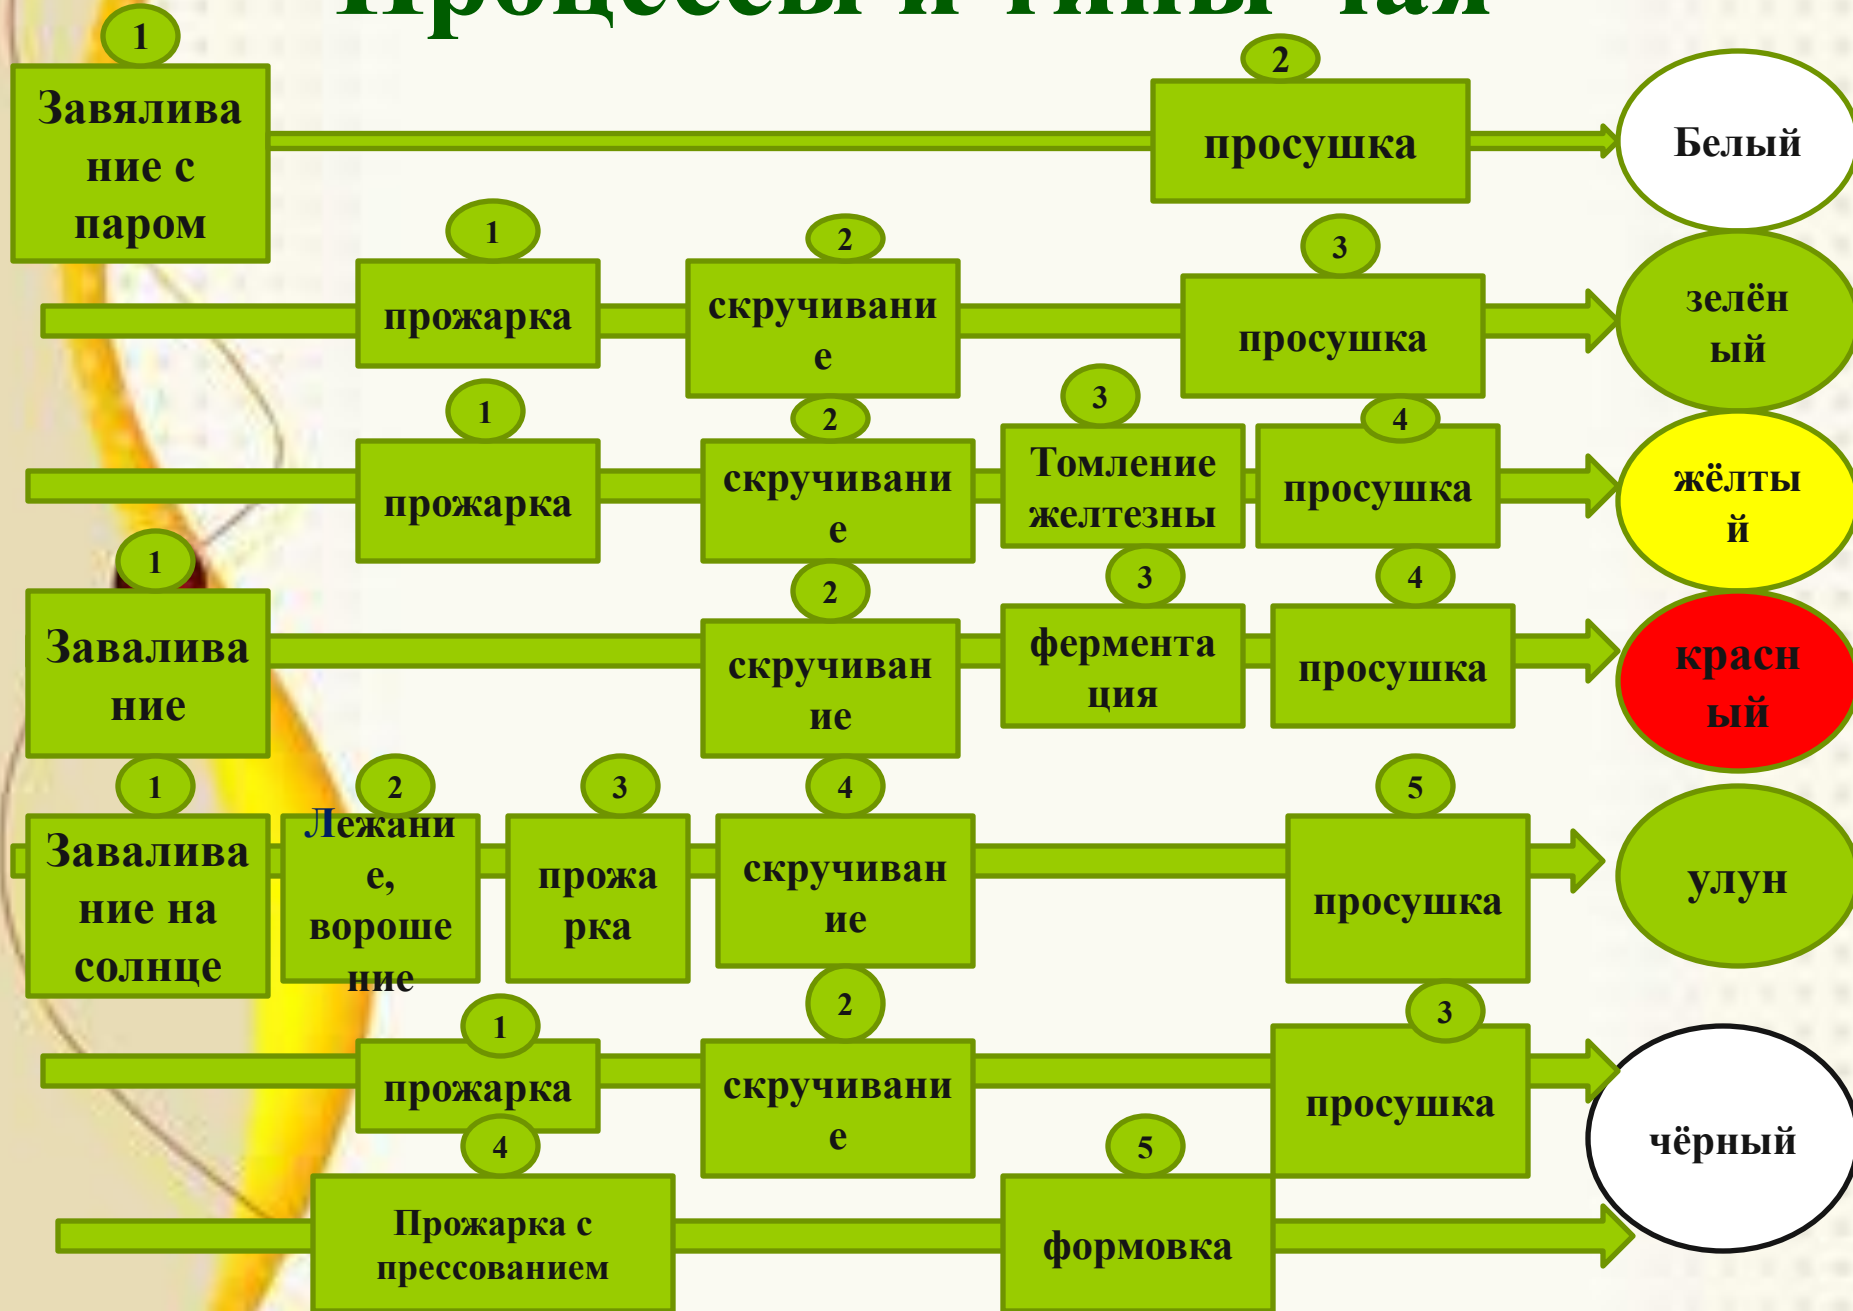 Процессы и типы чая
1
2
Завялива
ние с
паром
просушка
Белый
1
2
3
прожарка
скручивани
е
просушка
зелён
ый
1
2
3
4
прожарка
скручивани
е
Томление
желтезны
просушка
жёлты
й
1
2
3
4
Завалива
ние
скручиван
ие
фермента
ция
просушка
красн
ый
1
2
3
4
5
Завалива
ние на
солнце
Лежани
е,
вороше
ние
прожа
рка
скручиван
ие
просушка
улун
1
2
3
прожарка
скручивани
е
просушка
чёрный
4
5
Прожарка с
прессованием
формовка